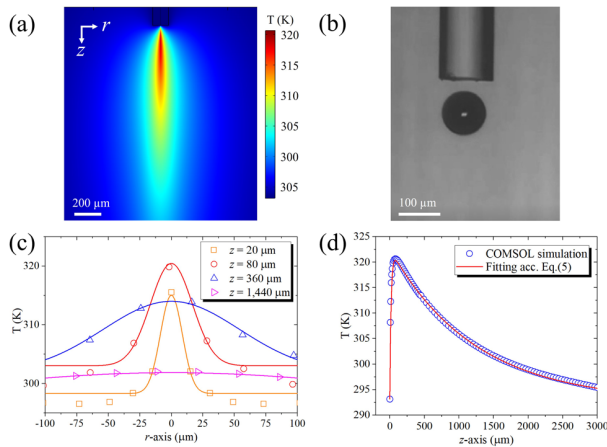 (a)
r
z
T (K)
320
315
310
305
200 μm
(b)
100 μm
(c)
T (K)
320
315
310
305
300
z = 20 μm
z = 80 μm
z = 360 μm
z = 1,440 μm
-100 -75 -50 -25 0 25 50 75 100
r-axis (μm)
(d)
T (K)
325
320
315
310
305
300
295
290
COMSOL simulation
Fitting acc. Eq.(5)
0 500 1000 1500 2000 2500 3000
z-axis (μm)